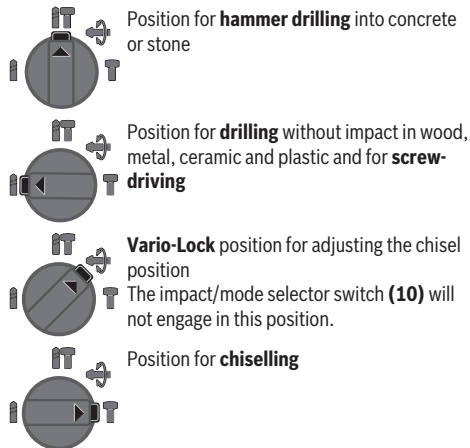 Position for hammer drilling into concrete
or stone
Position for drilling without impact in wood,
metal, ceramic and plastic and for screw-
driving
Vario-Lock position for adjusting the chisel
position
The impact/mode selector switch (10) will
not engage in this position.
Position for chiselling